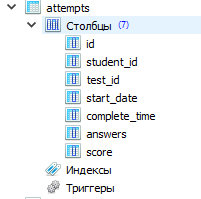 attempts
Столбцы (7)
id
student_id
test_id
start_date
complete_time
answers
score
Индексы
Триггеры